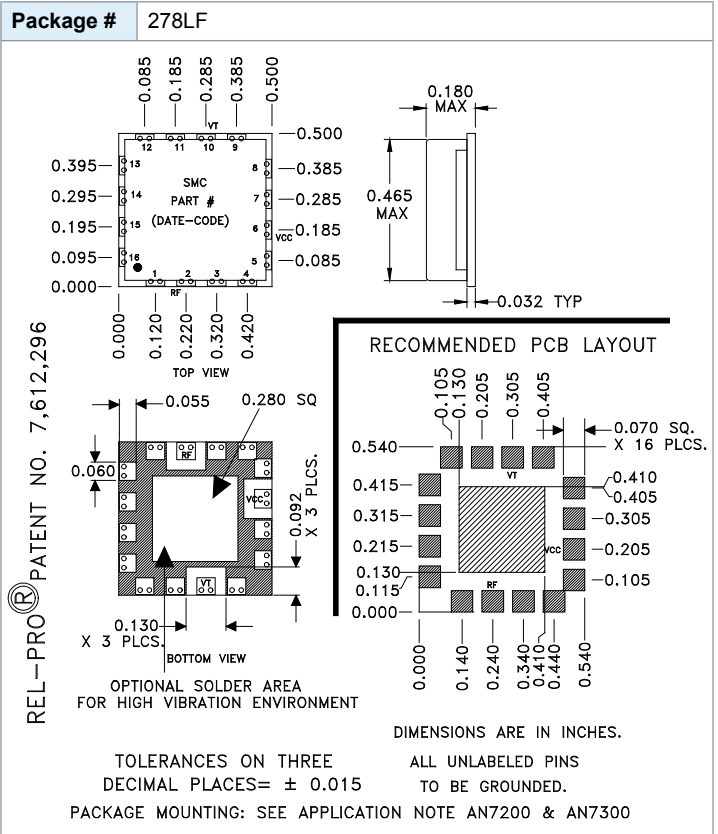 Package # 278LF
0.085 0.185 0.285 0.385 0.500
VT
12 11 10 9
0.500
0.395 13
8 0.385
SMC
0.295 14
PART #
7 0.285
0.195 15
(DATE-CODE)
6 0.185
VCC
0.095 16
5 0.085
1 2 3 4
0.000
RF
0.000 0.120 0.220 0.320 0.420
TOP VIEW
0.180
MAX
0.465
MAX
0.032 TYP
REL-PRO® PATENT NO. 7,612,296
0.055
0.280 SQ
0.060
RF
VCC
0.092
X 3 PLCS.
VT
0.130
X 3 PLCS.
BOTTOM VIEW
OPTIONAL SOLDER AREA
FOR HIGH VIBRATION ENVIRONMENT
RECOMMENDED PCB LAYOUT
0.105 0.130 0.205 0.305 0.405
0.070 SQ.
X 16 PLCS.
0.540
VT
0.415
0.410
0.405
0.315
0.305
0.215
VCC
0.205
0.130
0.115
0.105
RF
0.000
0.000 0.140 0.240 0.340 0.410 0.440 0.540
DIMENSIONS ARE IN INCHES.
TOLERANCES ON THREE
DECIMAL PLACES= ± 0.015
ALL UNLABELED PINS
TO BE GROUNDED.
PACKAGE MOUNTING: SEE APPLICATION NOTE AN7200 & AN7300